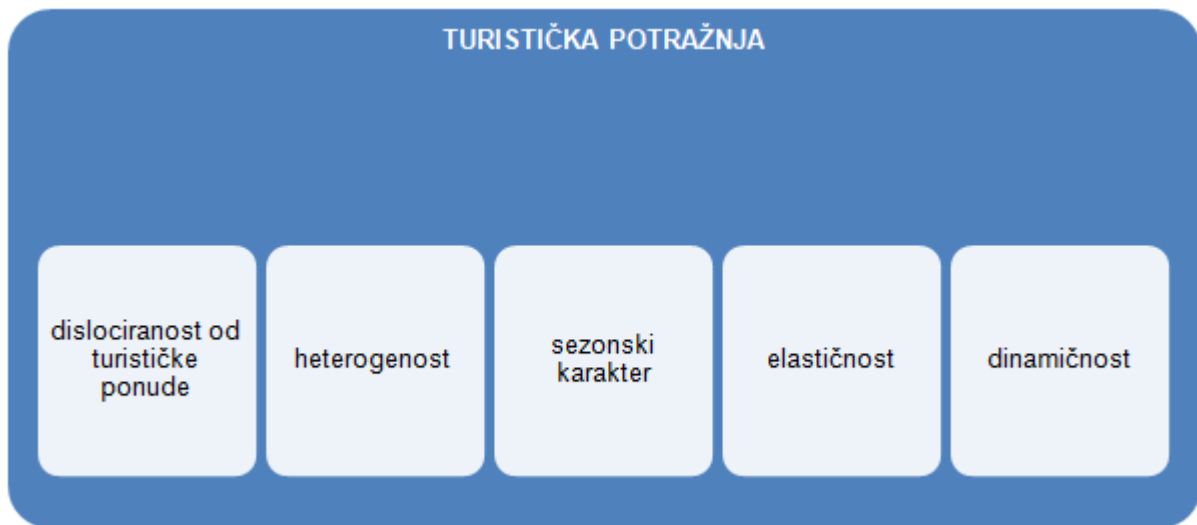 TURISTIČKA POTRAŽNJA
dislociranost od
turističke
ponude
heterogenost
sezonski
karakter
elastičnost
dinamičnost